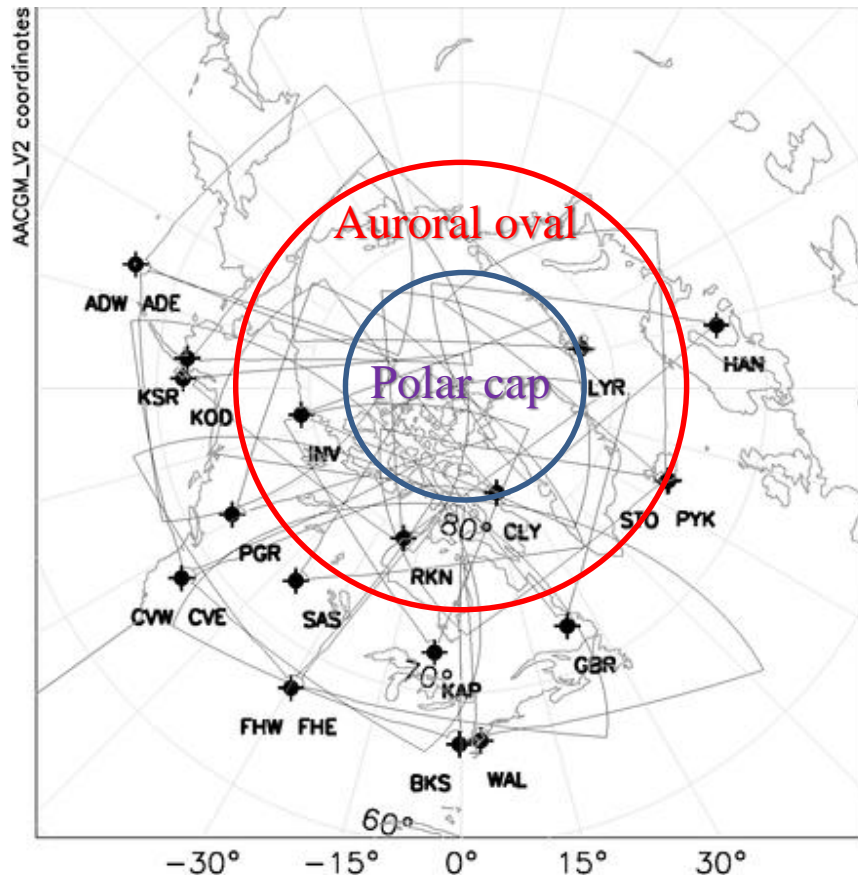 AACGM_V2 coordinates
Auroral oval
ADW ADE
HAN
KSR
Polar cap
LYR
KOD
INV
STO PYK
80°
CLY
PGR
RKN
CVW CVE
SAS
GBR
70°
KAP
FHW FHE
BKS
WAL
60°
-30°
-15°
0°
15°
30°